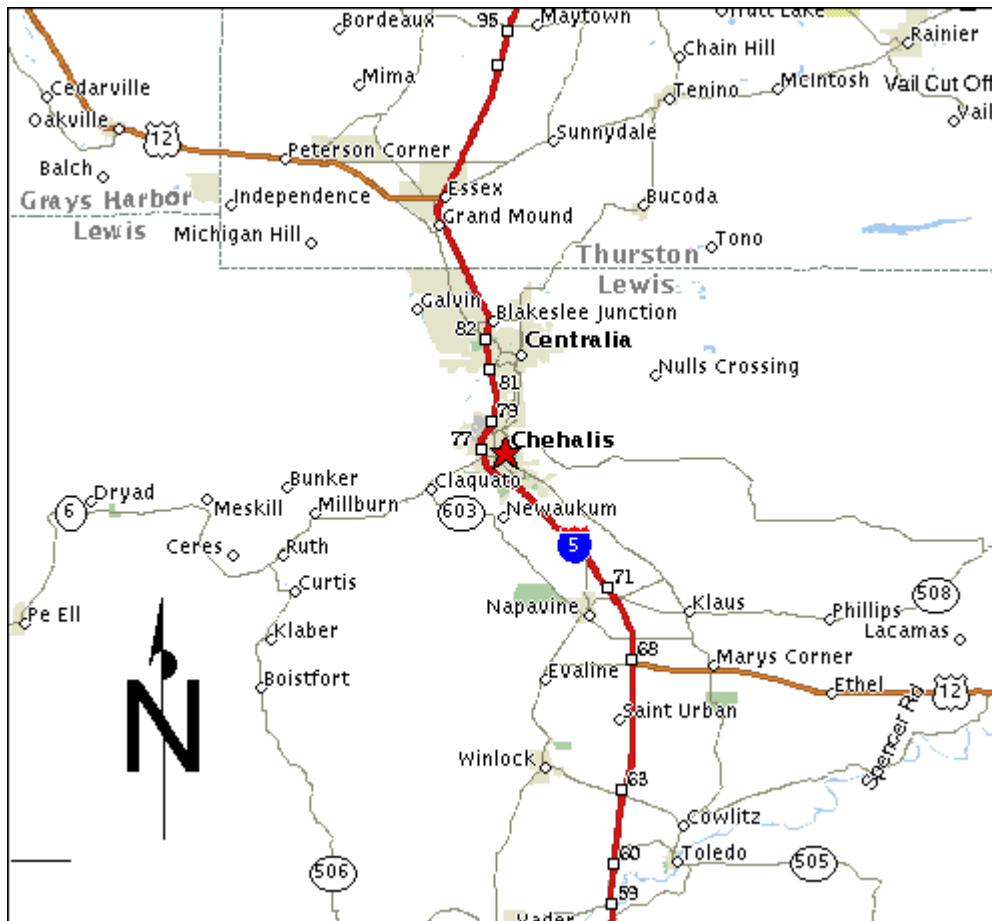 Bordeaux
95
Maytown
Orrutt Lake
Rainier
Chain Hill
Cedarville
Mima
Tenino
McIntosh
Vail Cut Off
Vail
Oakville
12
Sunnydale
Peterson Corner
Balch
Essex
Grays Harbor
Lewis
Independence
Grand Mound
Bucoda
Michigan Hill
Tono
Thurston
Lewis
Galvin
Blakeslee Junction
82
Centralia
Nulls Crossing
81
79
77
Chehalis
Bunker
Claquato
Dryad
6
Meskill
Millburn
603
Newaukum
Ceres
Ruth
5
71
Curtis
508
Napavine
Klaus
Phillips
Pe Ell
Klaber
Lacamas
68
Marys Corner
Evaline
Boistfort
Ethel
12
N
Saint Urban
Spencer Rd
Winlock
63
Cowlitz
60
Toledo
505
506
59
Vader